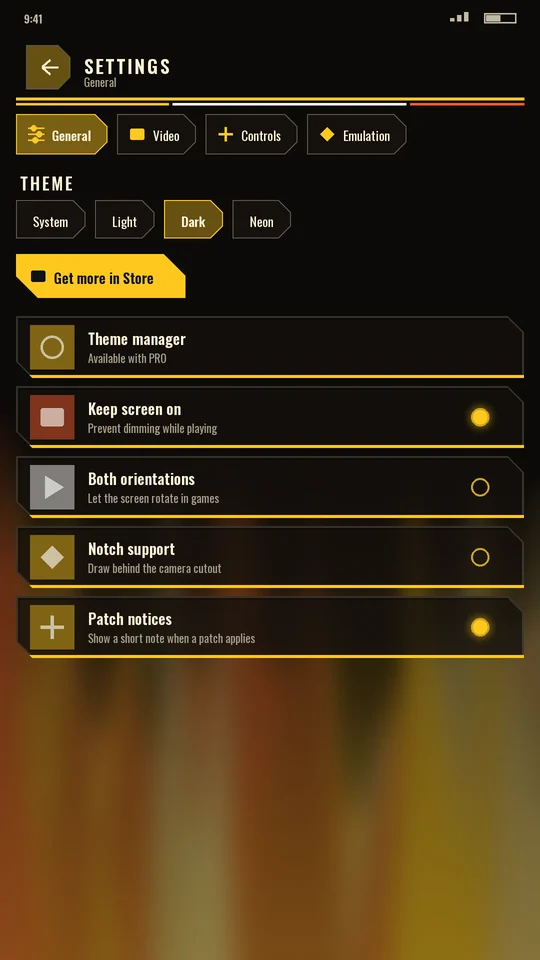 9:41
SETTINGS
General
General Video Controls Emulation
THEME
System Light Dark Neon
Get more in Store
Theme manager
Available with PRO
Keep screen on
Prevent dimming while playing
Both orientations
Let the screen rotate in games
Notch support
Draw behind the camera cutout
Patch notices
Show a short note when a patch applies